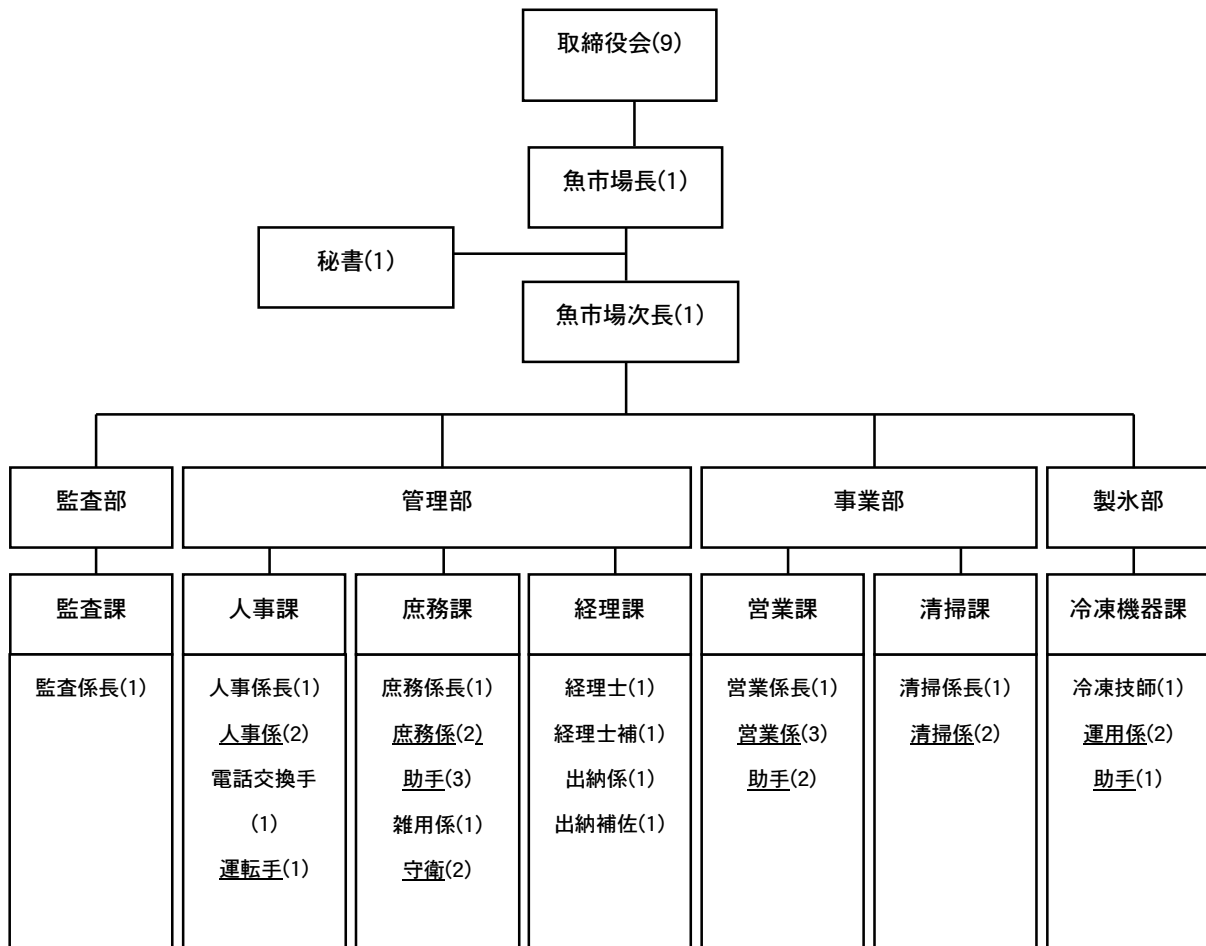 取締役会(9)
魚市場長(1)
秘書(1)
魚市場次長(1)
監査部
管理部
事業部
製氷部
監査課
人事課
庶務課
経理課
営業課
清掃課
冷凍機器課
監査係長(1)
人事係長(1)
人事係(2)
電話交換手
(1)
運転手(1)
庶務係長(1)
庶務係(2)
助手(3)
雑用係(1)
守衛(2)
経理士(1)
経理士補(1)
出納係(1)
出納補佐(1)
営業係長(1)
営業係(3)
助手(2)
清掃係長(1)
清掃係(2)
冷凍技師(1)
運用係(2)
助手(1)